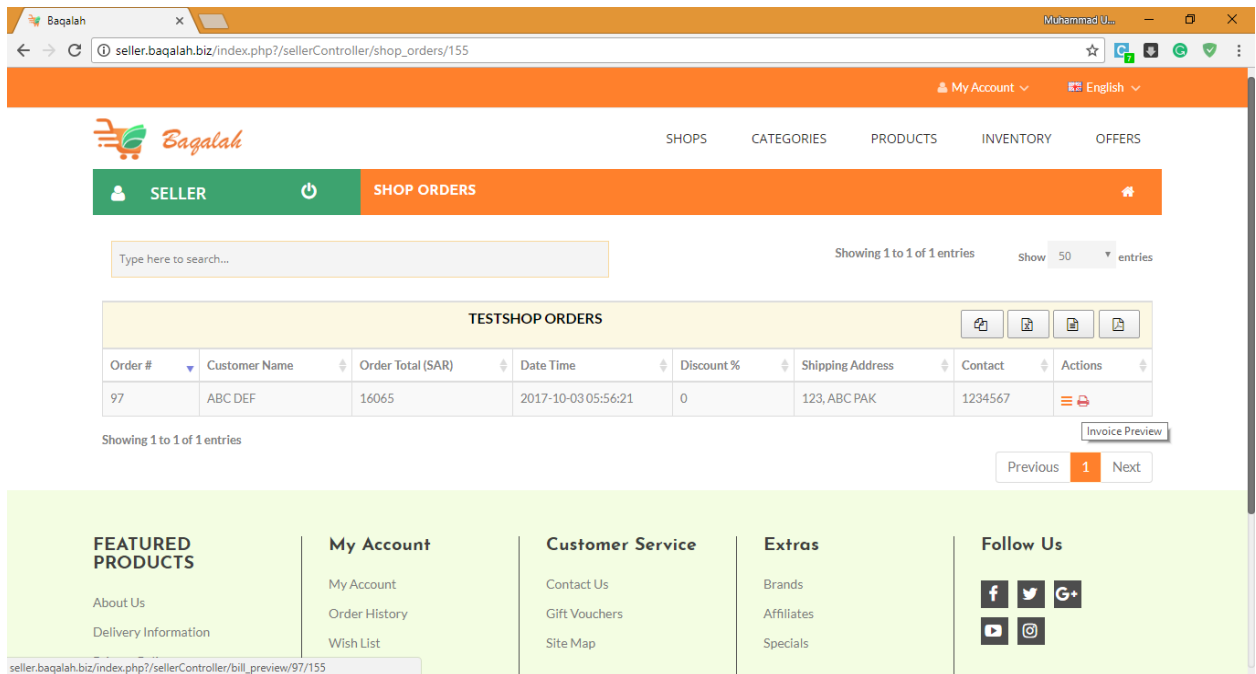 Baqalah
Muhammad U...
seller.baqalah.biz/index.php?/sellerController/shop_orders/155
7
My Account
English
Baqalah
SHOPS CATEGORIES PRODUCTS INVENTORY OFFERS
SELLER
SHOP ORDERS
Type here to search...
Showing 1 to 1 of 1 entries
Show 50 entries
TESTSHOP ORDERS
Order # Customer Name Order Total (SAR) Date Time Discount % Shipping Address Contact Actions
97 ABC DEF 16065 2017-10-03 05:56:21 0 123, ABC PAK 1234567
Invoice Preview
Showing 1 to 1 of 1 entries
Previous 1 Next
FEATURED
PRODUCTS
About Us
Delivery Information
My Account
My Account
Order History
Wish List
Customer Service
Contact Us
Gift Vouchers
Site Map
Extras
Brands
Affiliates
Specials
Follow Us
seller.baqalah.biz/index.php?/sellerController/bill_preview/97/155